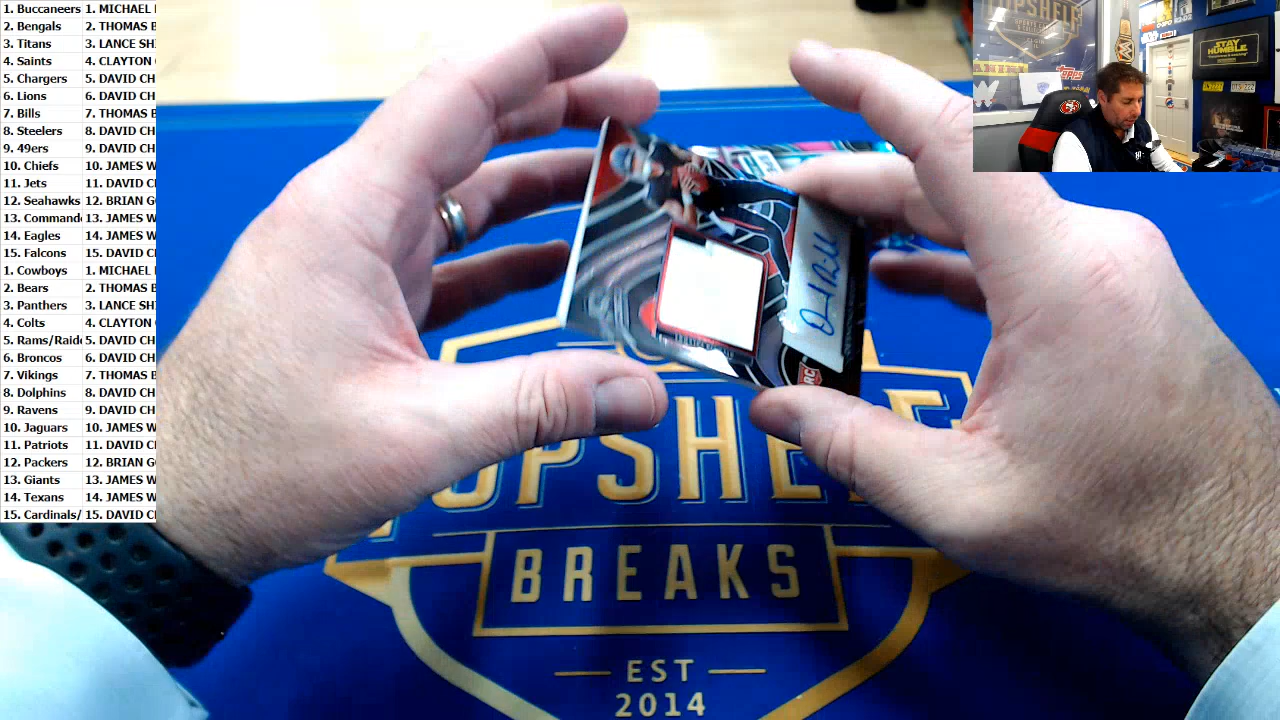 1. Buccaneers 1. MICHAEL
2. Bengals 2. THOMAS B
3. Titans 3. LANCE SH
4. Saints 4. CLAYTON
5. Chargers 5. DAVID CH
6. Lions 6. DAVID CH
7. Bills 7. THOMAS B
8. Steelers 8. DAVID CH
9. 49ers 9. DAVID CH
10. Chiefs 10. JAMES W
11. Jets 11. DAVID C
12. Seahawks 12. BRIAN G
13. Command 13. JAMES W
14. Eagles 14. JAMES W
15. Falcons 15. DAVID C
1. Cowboys 1. MICHAEL
2. Bears 2. THOMAS B
3. Panthers 3. LANCE SH
4. Colts 4. CLAYTON
5. Rams/Raide 5. DAVID CH
6. Broncos 6. DAVID CH
7. Vikings 7. THOMAS B
8. Dolphins 8. DAVID CH
9. Ravens 9. DAVID CH
10. Jaguars 10. JAMES W
11. Patriots 11. DAVID C
12. Packers 12. BRIAN G
13. Giants 13. JAMES W
14. Texans 14. JAMES W
15. Cardinals/ 15. DAVID C
RC
PSHE
BREAKS
EST
2014
OPSHELF
topps
STAY
HUMBLE